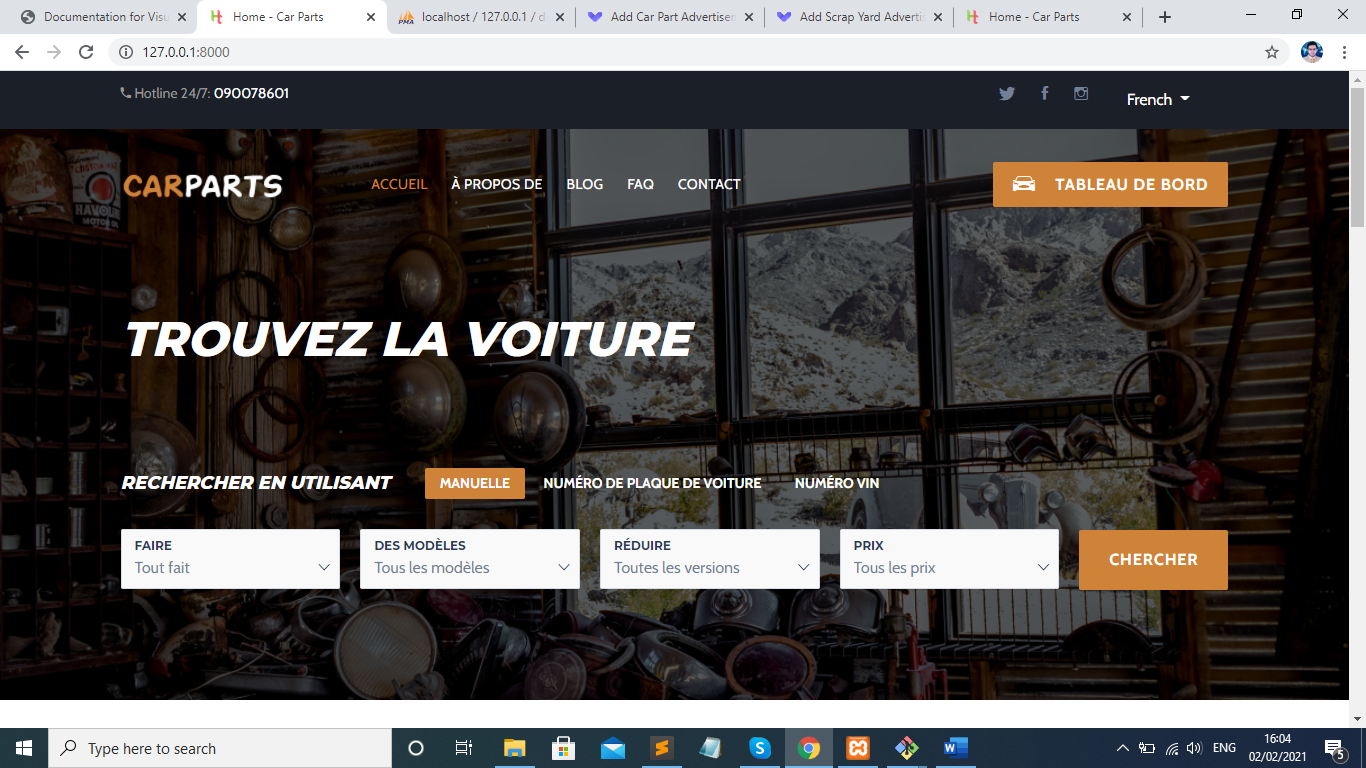 Documentation for Visu
Home - Car Parts
localhost / 127.0.0.1 / d
Add Car Part Advertisem
Add Scrap Yard Adverti
Home - Car Parts
127.0.0.1:8000
Hotline 24/7: 090078601
French
CARPARTS
ACCUEIL
À PROPOS DE
BLOG
FAQ
CONTACT
TABLEAU DE BORD
TROUVEZ LA VOITURE
RECHERCHER EN UTILISANT
MANUELLE
NUMÉRO DE PLAQUE DE VOITURE
NUMÉRO VIN
FAIRE
Tout fait
DES MODÈLES
Tous les modèles
RÉDUIRE
Toutes les versions
PRIX
Tous les prix
CHERCHER
Type here to search
ENG
16:04
02/02/2021
5